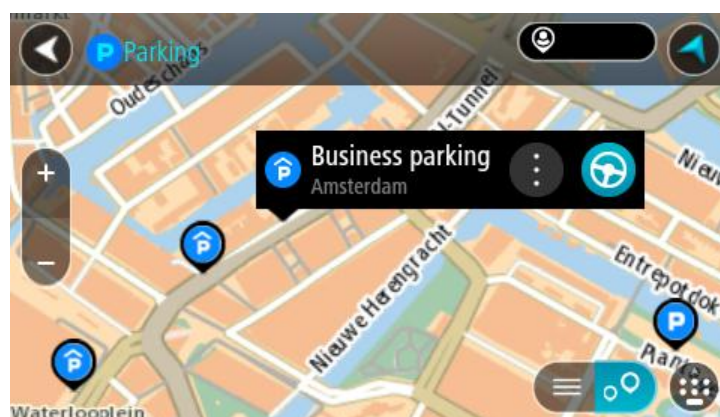 P Parking
Oudeschans
Business parking
Amsterdam
Nieuwe Herengracht
Entrepotdok
P
Waterlooplein